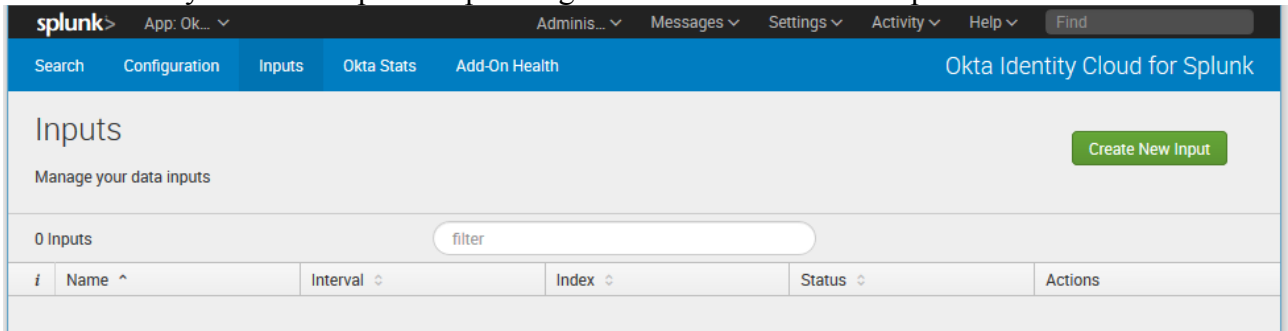 splunk> App: Ok... Adminis... Messages Settings Activity Help Find
Search Configuration Inputs Okta Stats Add-On Health Okta Identity Cloud for Splunk
Inputs
Create New Input
Manage your data inputs
0 Inputs filter
i Name Interval Index Status Actions